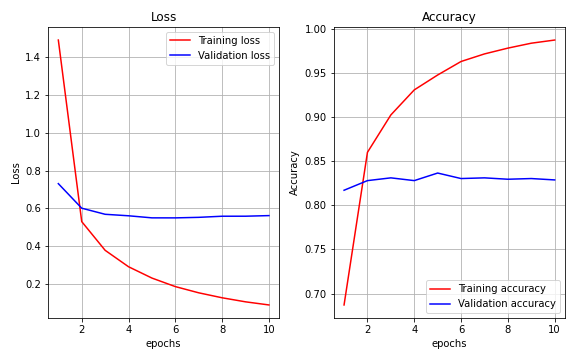 Loss
Training loss
Validation loss
1.4
1.2
1.0
0.8
0.6
0.4
0.2
Loss
2
4
6
8
10
epochs
Accuracy
1.00
0.95
0.90
0.85
0.80
0.75
0.70
Accuracy
Training accuracy
Validation accuracy
2
4
6
8
10
epochs